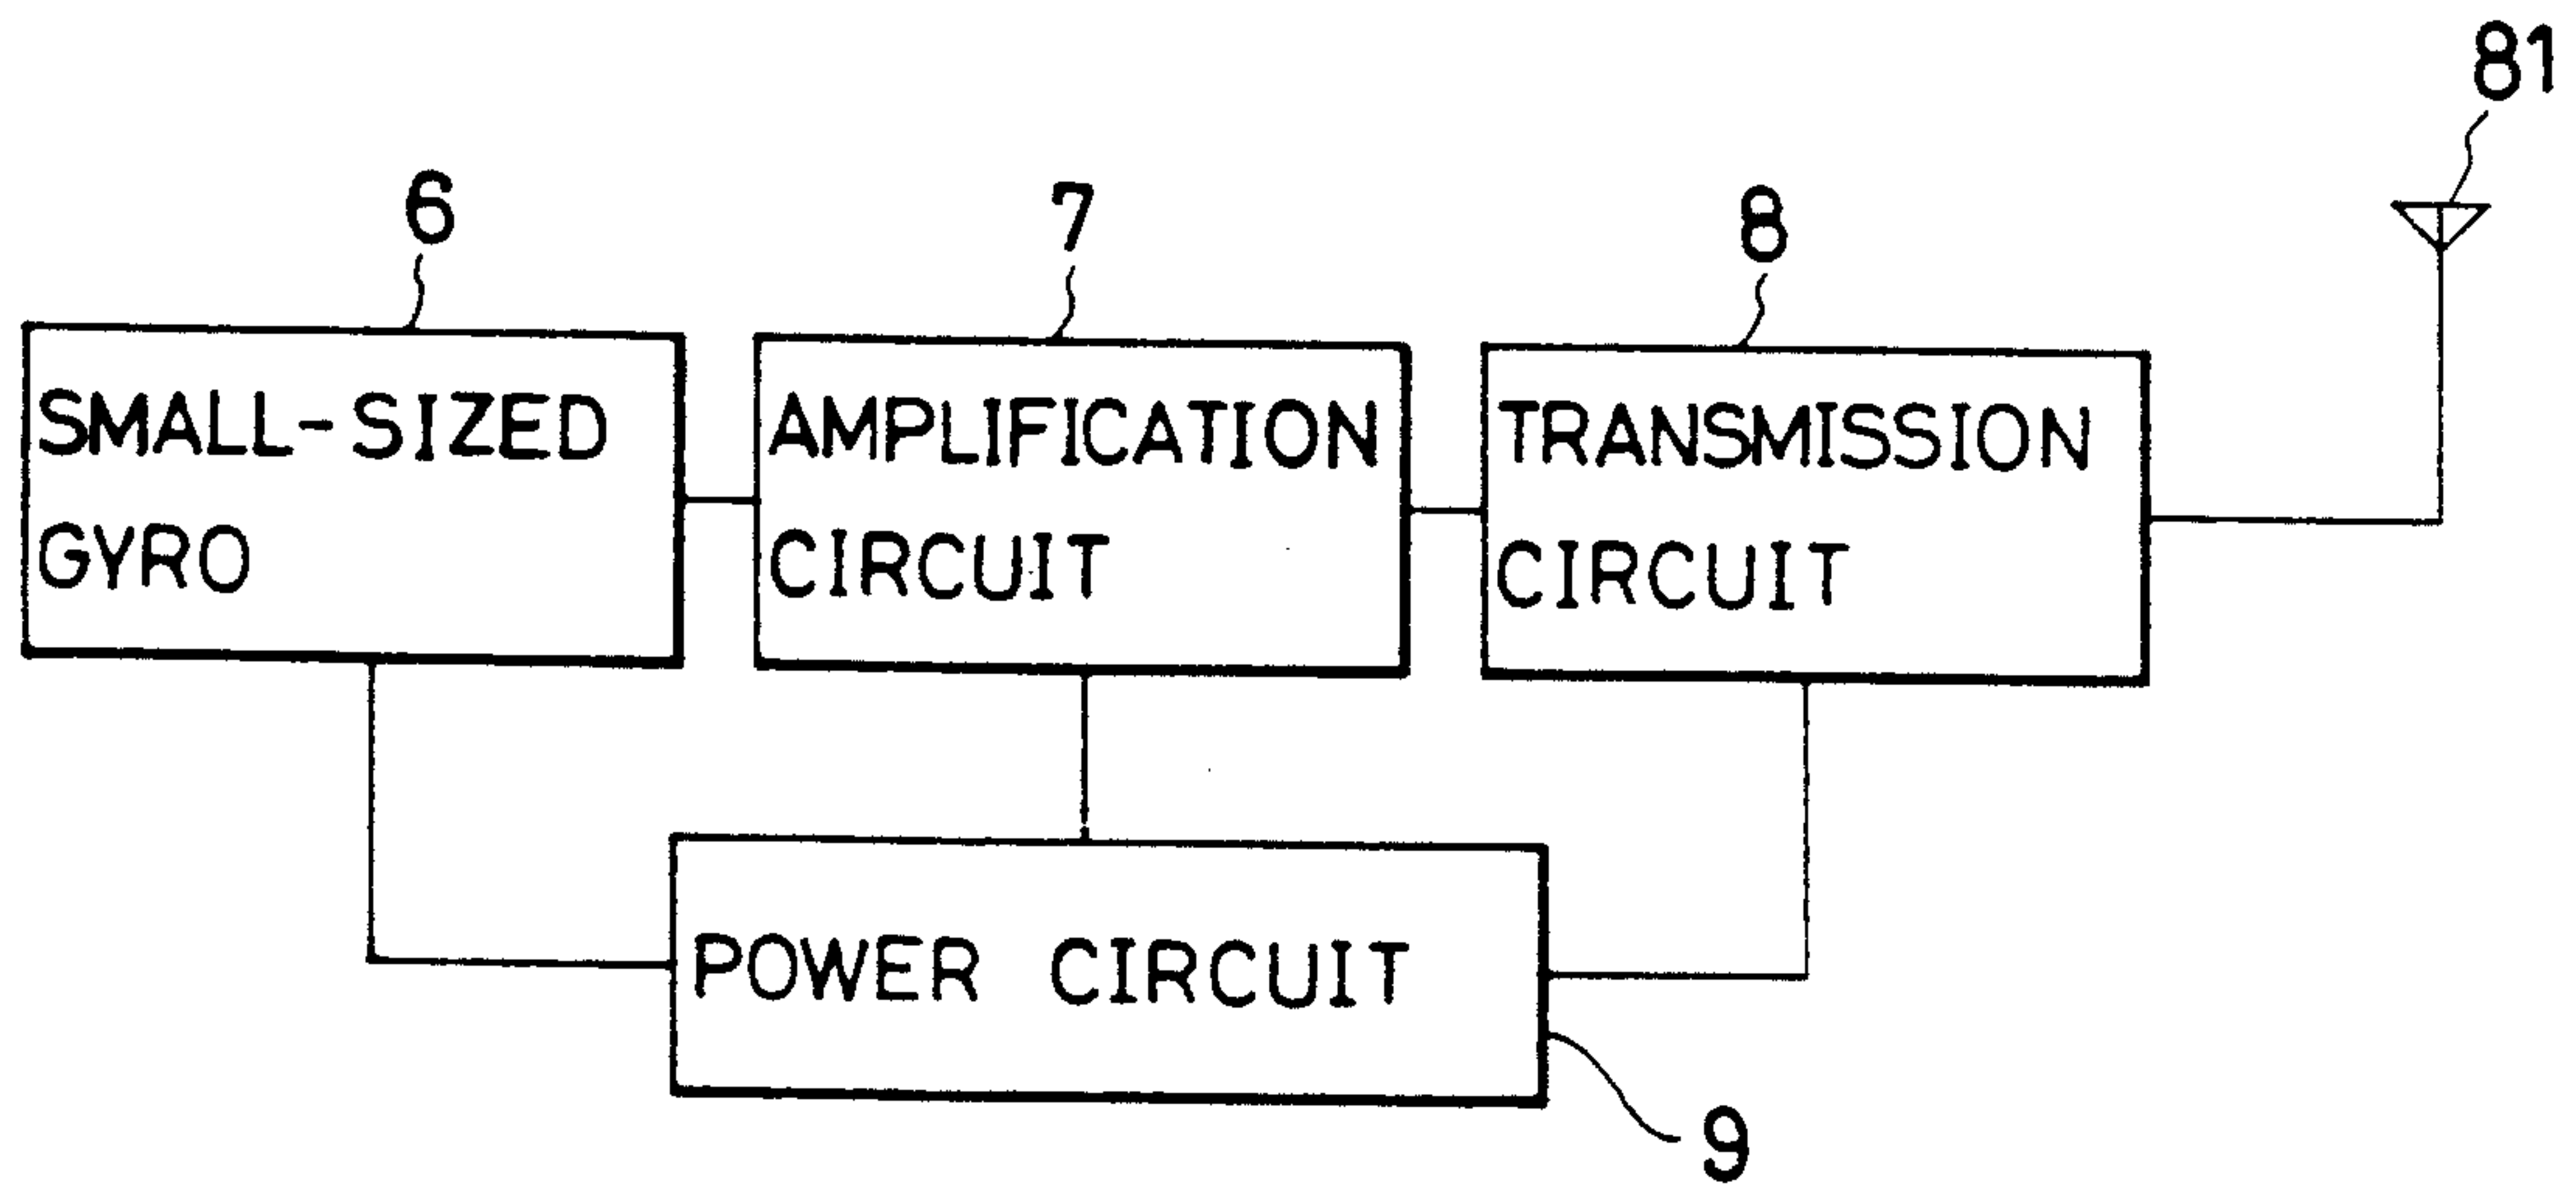 81
6
7
8
SMALL-SIZED
GYRO
AMPLIFICATION
CIRCUIT
TRANSMISSION
CIRCUIT
POWER CIRCUIT
9